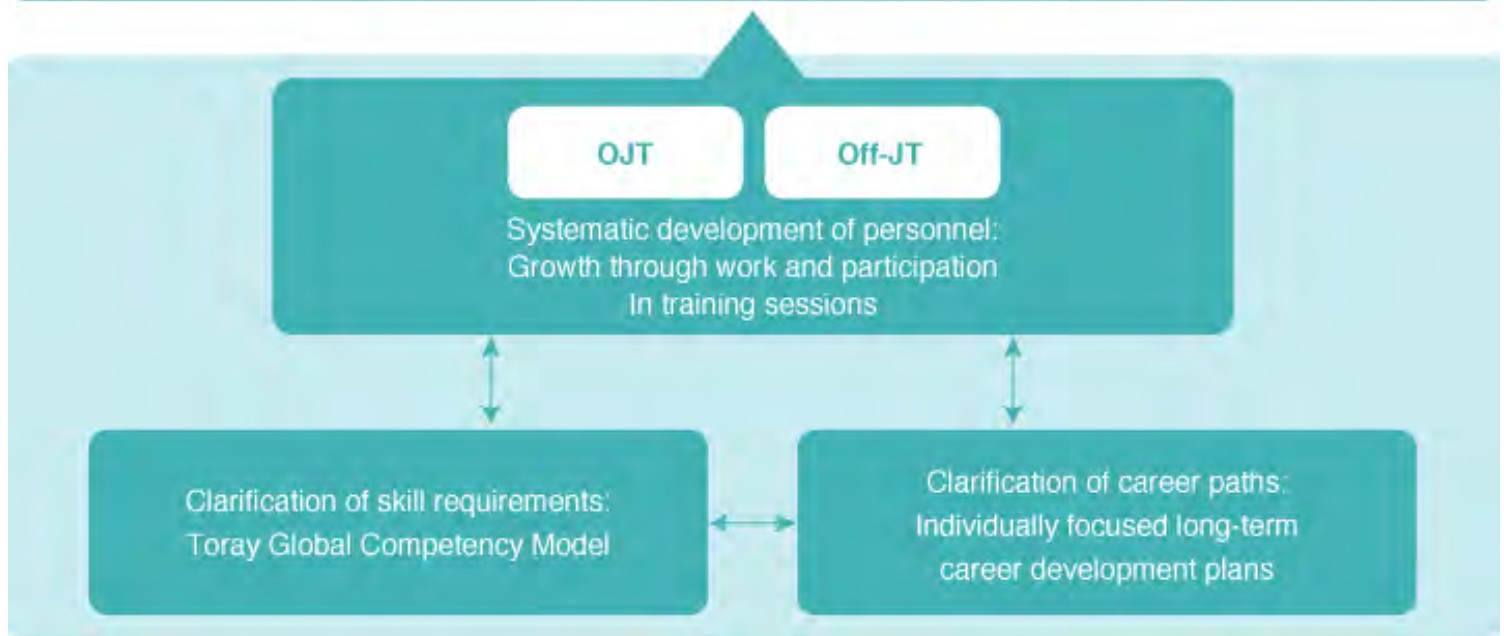 OJT
Off-JT
Systematic development of personnel:
Growth through work and participation
In training sessions
Clarification of skill requirements:
Toray Global Competency Model
Clarification of career paths:
Individually focused long-term
career development plans